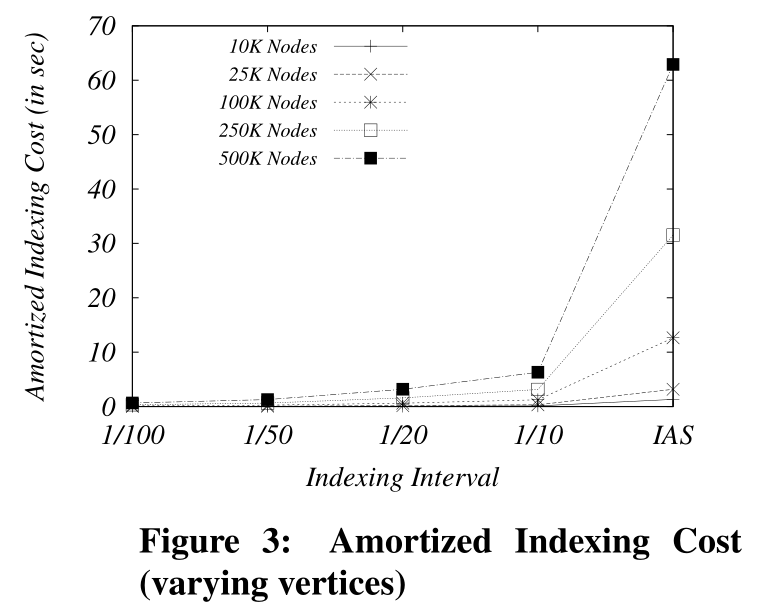 70
60
50
40
30
20
10
0
Amortized Indexing Cost (in sec)
10K Nodes
25K Nodes
100K Nodes
250K Nodes
500K Nodes
1/100 1/50 1/20 1/10 IAS
Indexing Interval
Figure 3: Amortized Indexing Cost
(varying vertices)